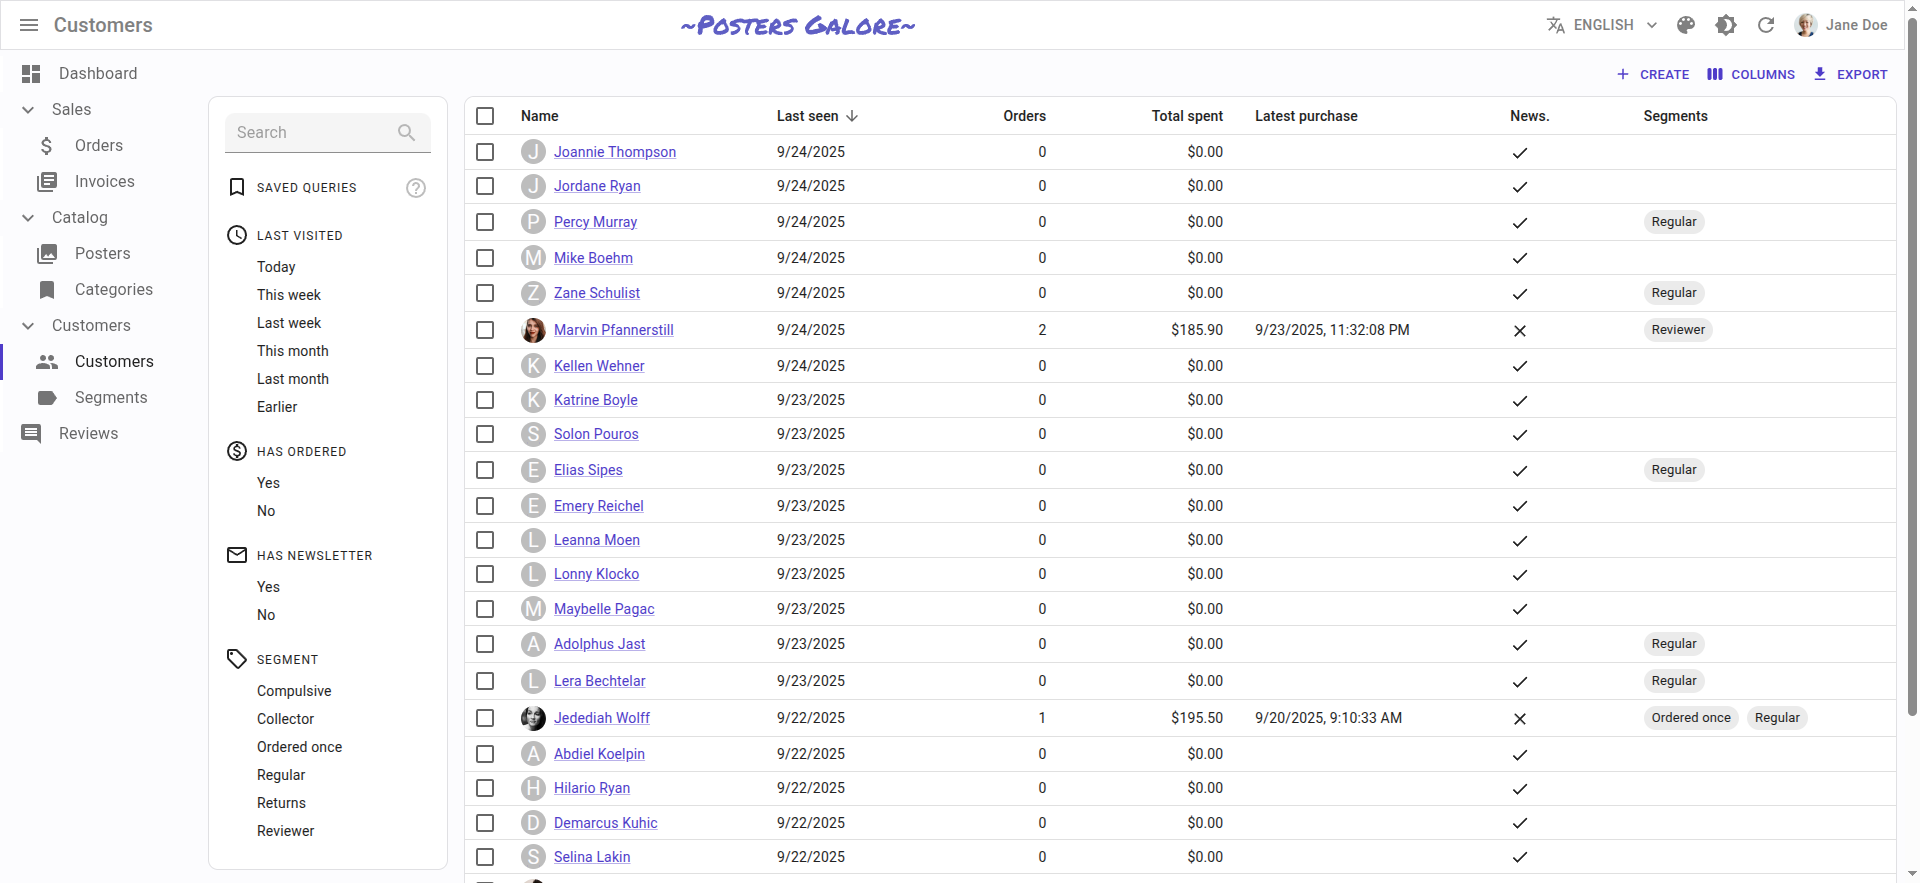 Customers
~Posters Galore~
ENGLISH
Jane Doe
Dashboard
Sales
Orders
Invoices
Catalog
Posters
Categories
Customers
Customers
Segments
Reviews
CREATE
COLUMNS
EXPORT
Search
SAVED QUERIES
?
LAST VISITED
Today
This week
Last week
This month
Last month
Earlier
HAS ORDERED
Yes
No
HAS NEWSLETTER
Yes
No
SEGMENT
Compulsive
Collector
Ordered once
Regular
Returns
Reviewer
Name Last seen Orders Total spent Latest purchase News. Segments
J Joannie Thompson 9/24/2025 0 $0.00
J Jordane Ryan 9/24/2025 0 $0.00
P Percy Murray 9/24/2025 0 $0.00 Regular
M Mike Boehm 9/24/2025 0 $0.00
Z Zane Schulist 9/24/2025 0 $0.00 Regular
Marvin Pfannerstill 9/24/2025 2 $185.90 9/23/2025, 11:32:08 PM Reviewer
K Kellen Wehner 9/24/2025 0 $0.00
K Katrine Boyle 9/23/2025 0 $0.00
S Solon Pouros 9/23/2025 0 $0.00
E Elias Sipes 9/23/2025 0 $0.00 Regular
E Emery Reichel 9/23/2025 0 $0.00
L Leanna Moen 9/23/2025 0 $0.00
L Lonny Klocko 9/23/2025 0 $0.00
M Maybelle Pagac 9/23/2025 0 $0.00
A Adolphus Jast 9/23/2025 0 $0.00 Regular
L Lera Bechtelar 9/23/2025 0 $0.00 Regular
Jedediah Wolff 9/22/2025 1 $195.50 9/20/2025, 9:10:33 AM Ordered once Regular
A Abdiel Koelpin 9/22/2025 0 $0.00
H Hilario Ryan 9/22/2025 0 $0.00
D Demarcus Kuhic 9/22/2025 0 $0.00
S Selina Lakin 9/22/2025 0 $0.00